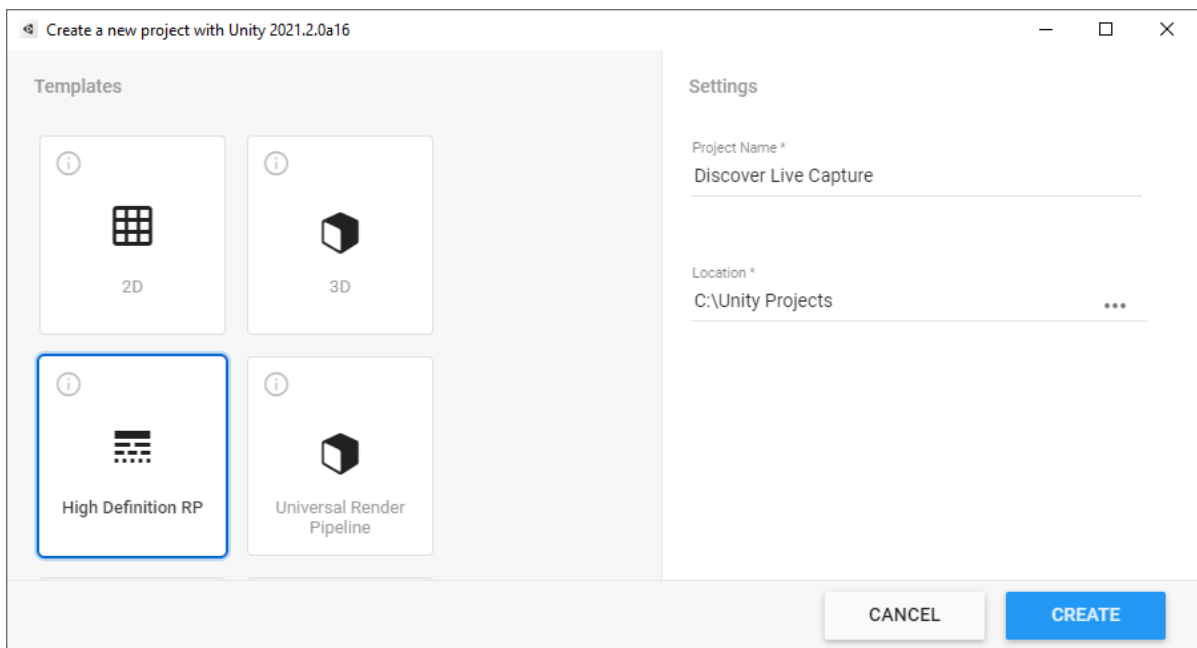 Create a new project with Unity 2021.2.0a16
Templates
2D
3D
High Definition RP
Universal Render
Pipeline
Settings
Project Name *
Discover Live Capture
Location *
C:\Unity Projects
CANCEL
CREATE